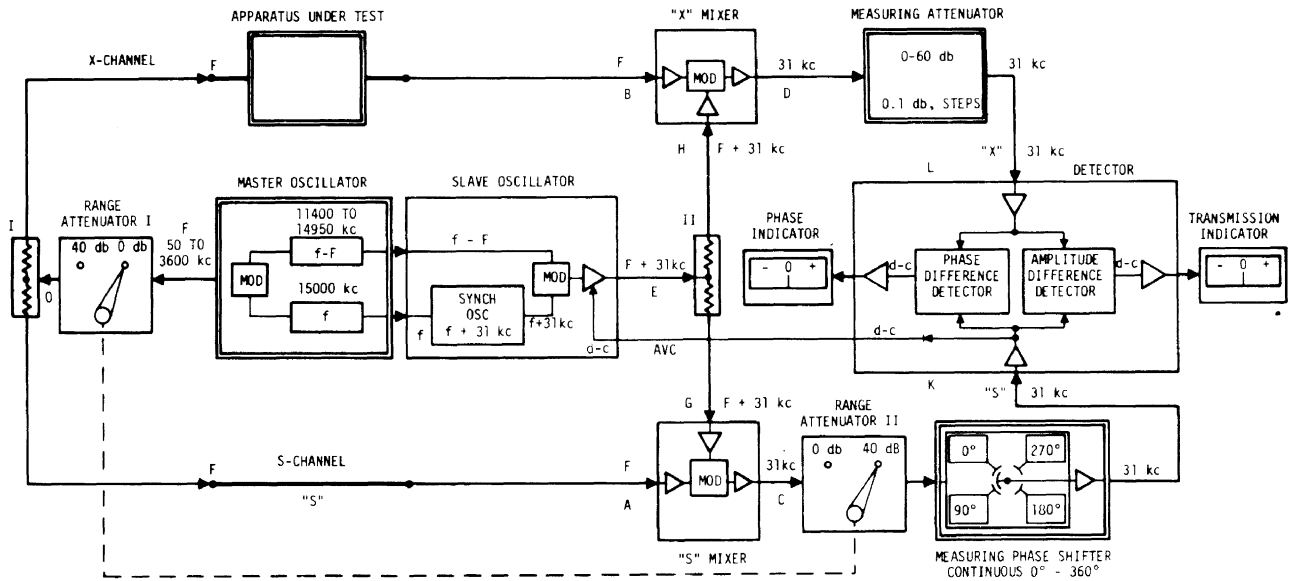 APPARATUS UNDER TEST
"X" MIXER
MEASURING ATTENUATOR
X-CHANNEL
F
F
B
MOD
31 kc
D
0-60 db
0.1 db, STEPS
31 kc
H
F + 31 kc
"X"
31 kc
L
DETECTOR
MASTER OSCILLATOR
SLAVE OSCILLATOR
RANGE
ATTENUATOR I
I
40 db
0 db
O
F
50 TO
3600 kc
11400 TO
14950 kc
f-F
MOD
15000 kc
f
f - F
f
SYNCH
OSC
f + 31 kc
MOD
f+31kc
F + 31kc
E
II
PHASE
INDICATOR
- 0 +
d-c
PHASE
DIFFERENCE
DETECTOR
AMPLITUDE
DIFFERENCE
DETECTOR
d-c
TRANSMISSION
INDICATOR
- 0 +
d-c
AVC
d-c
K
"S"
31 kc
G
F + 31 kc
RANGE
ATTENUATOR II
S-CHANNEL
F
"S"
F
A
MOD
31kc
C
0 db
40 dB
0°
270°
90°
180°
31 kc
"S" MIXER
MEASURING PHASE SHIFTER
CONTINUOUS 0° - 360°